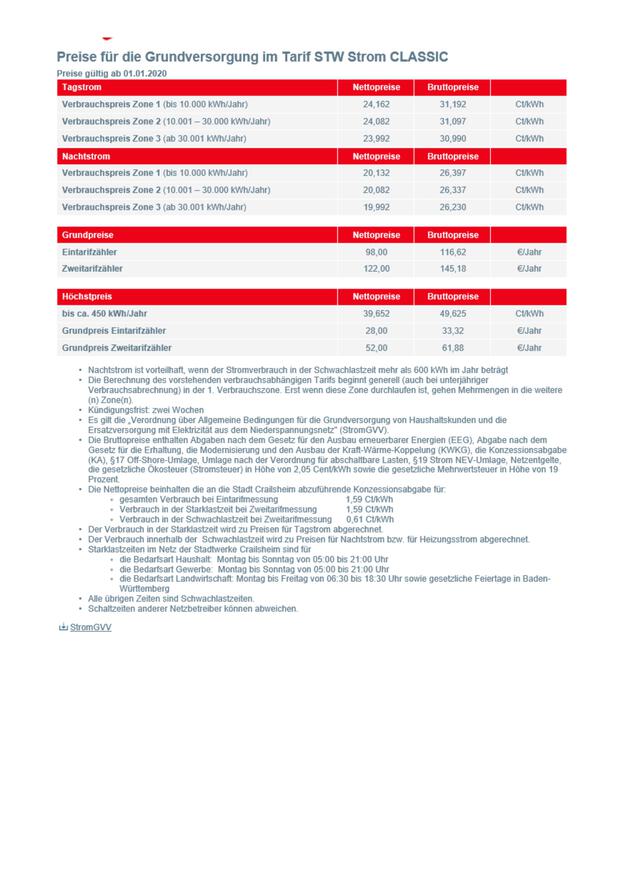 Preise für die Grundversorgung im Tarif STW Strom CLASSIC
Preise gültig ab 01.01.2020
Tagstrom Nettopreise Bruttopreise
Verbrauchspreis Zone 1 (bis 10.000 kWh/Jahr) 24,162 31,192 Ct/kWh
Verbrauchspreis Zone 2 (10.001 – 30.000 kWh/Jahr) 24,082 31,097 Ct/kWh
Verbrauchspreis Zone 3 (ab 30.001 kWh/Jahr) 23,992 30,990 Ct/kWh
Nachtstrom Nettopreise Bruttopreise
Verbrauchspreis Zone 1 (bis 10.000 kWh/Jahr) 20,132 26,397 Ct/kWh
Verbrauchspreis Zone 2 (10.001 – 30.000 kWh/Jahr) 20,082 26,337 Ct/kWh
Verbrauchspreis Zone 3 (ab 30.001 kWh/Jahr) 19,992 26,230 Ct/kWh
Grundpreise Nettopreise Bruttopreise
Eintarifzähler 98,00 116,62 €/Jahr
Zweitarifzähler 122,00 145,18 €/Jahr
Höchstpreis Nettopreise Bruttopreise
bis ca. 450 kWh/Jahr 39,652 49,625 Ct/kWh
Grundpreis Eintarifzähler 28,00 33,32 €/Jahr
Grundpreis Zweitarifzähler 52,00 61,88 €/Jahr
• Nachtstrom ist vorteilhaft, wenn der Stromverbrauch in der Schwachlastzeit mehr als 600 kWh im Jahr beträgt
• Die Berechnung des vorstehenden verbrauchsabhängigen Tarifs beginnt generell (auch bei unterjähriger
Verbrauchsabrechnung) in der 1. Verbrauchszone. Erst wenn diese Zone durchlaufen ist, gehen Mehrmengen in die weitere
(n) Zone(n).
• Kündigungsfrist: zwei Wochen
• Es gilt die „Verordnung über Allgemeine Bedingungen für die Grundversorgung von Haushaltskunden und die
Ersatzversorgung mit Elektrizität aus dem Niederspannungsnetz" (StromGVV).
• Die Bruttopreise enthalten Abgaben nach dem Gesetz für den Ausbau erneuerbarer Energien (EEG), Abgabe nach dem
Gesetz für die Erhaltung, die Modernisierung und den Ausbau der Kraft-Wärme-Koppelung (KWKG), die Konzessionsabgabe
(KA), §17 Off-Shore-Umlage, Umlage nach der Verordnung für abschaltbare Lasten, §19 Strom NEV-Umlage, Netzentgelte,
die gesetzliche Ökosteuer (Stromsteuer) in Höhe von 2,05 Cent/kWh sowie die gesetzliche Mehrwertsteuer in Höhe von 19
Prozent.
• Die Nettopreise beinhalten die an die Stadt Crailsheim abzuführende Konzessionsabgabe für:
• gesamten Verbrauch bei Eintarifmessung 1,59 Ct/kWh
• Verbrauch in der Starklastzeit bei Zweitarifmessung 1,59 Ct/kWh
• Verbrauch in der Schwachlastzeit bei Zweitarifmessung 0,61 Ct/kWh
• Der Verbrauch in der Starklastzeit wird zu Preisen für Tagstrom abgerechnet.
• Der Verbrauch innerhalb der Schwachlastzeit wird zu Preisen für Nachtstrom bzw. für Heizungsstrom abgerechnet.
• Starklastzeiten im Netz der Stadtwerke Crailsheim sind für
• die Bedarfsart Haushalt: Montag bis Sonntag von 05:00 bis 21:00 Uhr
• die Bedarfsart Gewerbe: Montag bis Sonntag von 05:00 bis 21:00 Uhr
• die Bedarfsart Landwirtschaft: Montag bis Freitag von 06:30 bis 18:30 Uhr sowie gesetzliche Feiertage in Baden-
Württemberg
• Alle übrigen Zeiten sind Schwachlastzeiten.
• Schaltzeiten anderer Netzbetreiber können abweichen.
StromGVV